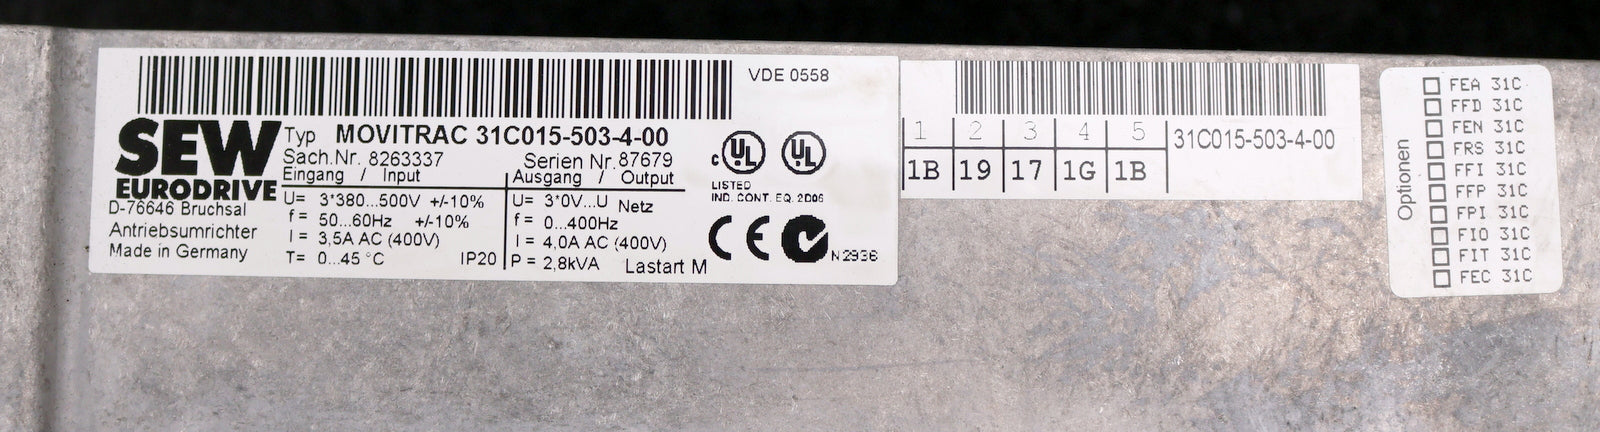 VDE 0558
SEW
EURODRIVE
D-76646 Bruchsal
Antriebsumrichter
Made in Germany
Typ MOVITRAC 31C015-503-4-00
Sach.Nr. 8263337 Serien Nr. 87679
Eingang / Input Ausgang / Output
U= 3*380...500V +/-10% U= 3*0V...U Netz
f = 50...60Hz +/-10% f = 0...400Hz
I = 3,5A AC (400V) I = 4,0A AC (400V)
T= 0...45 °C IP20 P = 2,8kVA Lastart M
c UL UL
LISTED
IND. CONT. EQ. 2D06
CE N2936
1 2 3 4 5 31C015-503-4-00
1B 19 17 1G 1B
Optionen
FEA 31C
FFD 31C
FEN 31C
FRS 31C
FFI 31C
FFP 31C
FPI 31C
FIO 31C
FIT 31C
FEC 31C